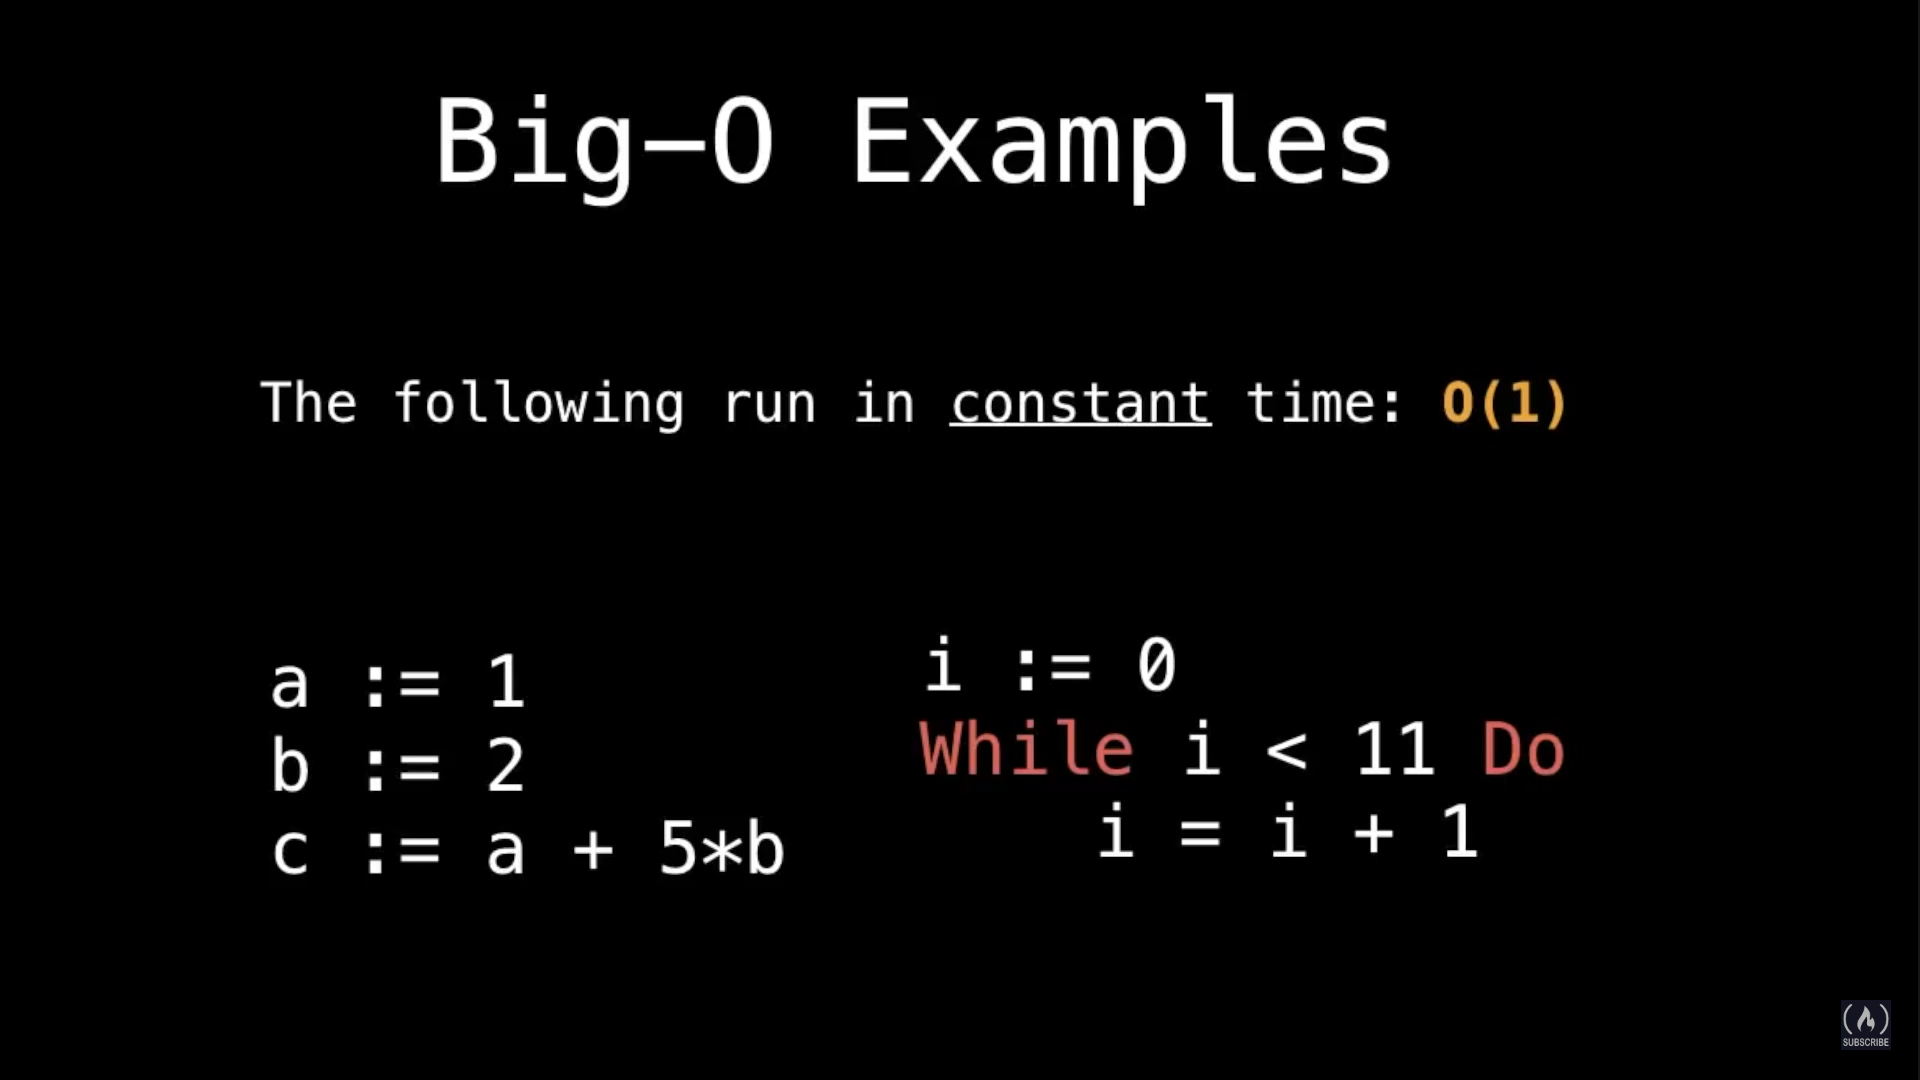 Big-O Examples
The following run in constant time: O(1)
a := 1
b := 2
c := a + 5*b
i := 0
While i < 11 Do
i = i + 1
SUBSCRIBE